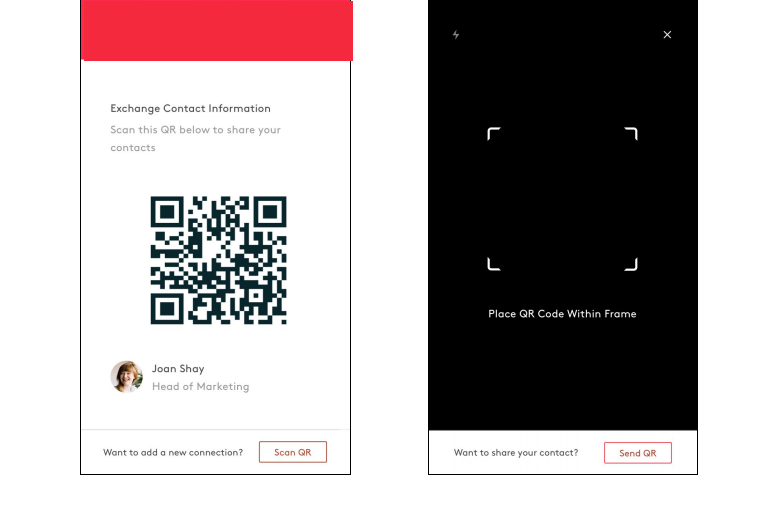 Exchange Contact Information
Scan this QR below to share your
contacts
Joan Shay
Head of Marketing
Want to add a new connection?
Scan QR
Place QR Code Within Frame
Want to share your contact?
Send QR